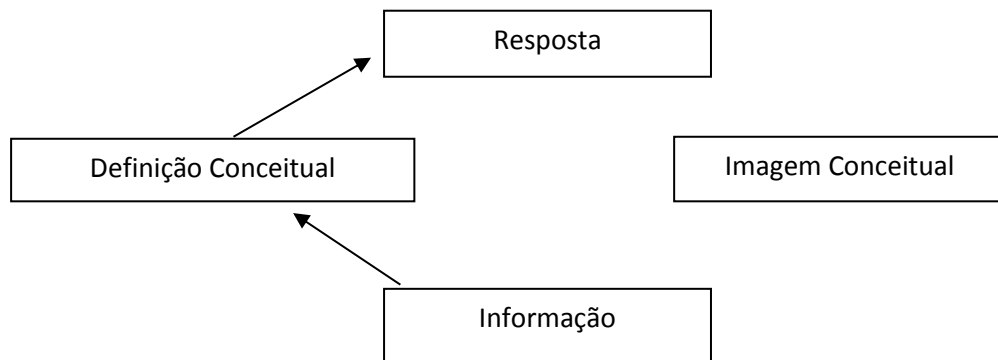 Resposta
Definição Conceitual
Imagem Conceitual
Informação